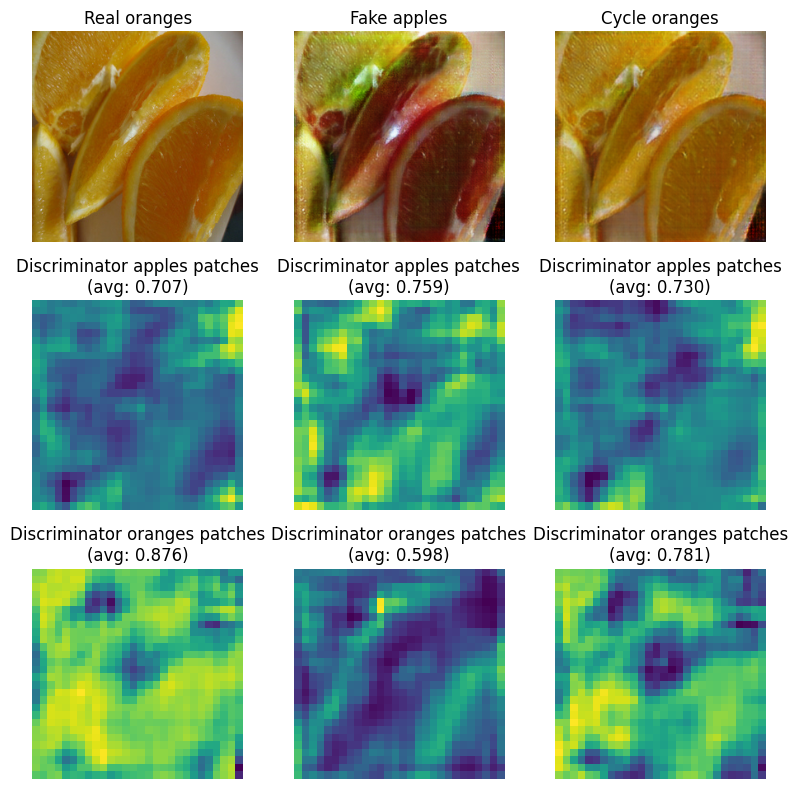 Real oranges
Fake apples
Cycle oranges
Discriminator apples patches
(avg: 0.707)
Discriminator apples patches
(avg: 0.759)
Discriminator apples patches
(avg: 0.730)
Discriminator oranges patches
(avg: 0.876)
Discriminator oranges patches
(avg: 0.598)
Discriminator oranges patches
(avg: 0.781)